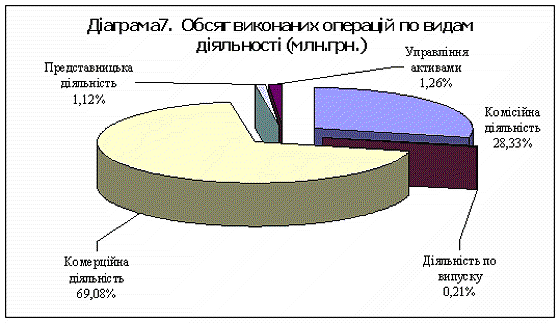 Діаграма7. Обсяг виконаних операцій по видам
діяльності (млн.грн.)
Представницька
діяльність
1,12%
Управління
активами
1,26%
Комісійна
діяльність
28,33%
Комерційна
діяльність
69,08%
Діяльність по
випуску
0,21%